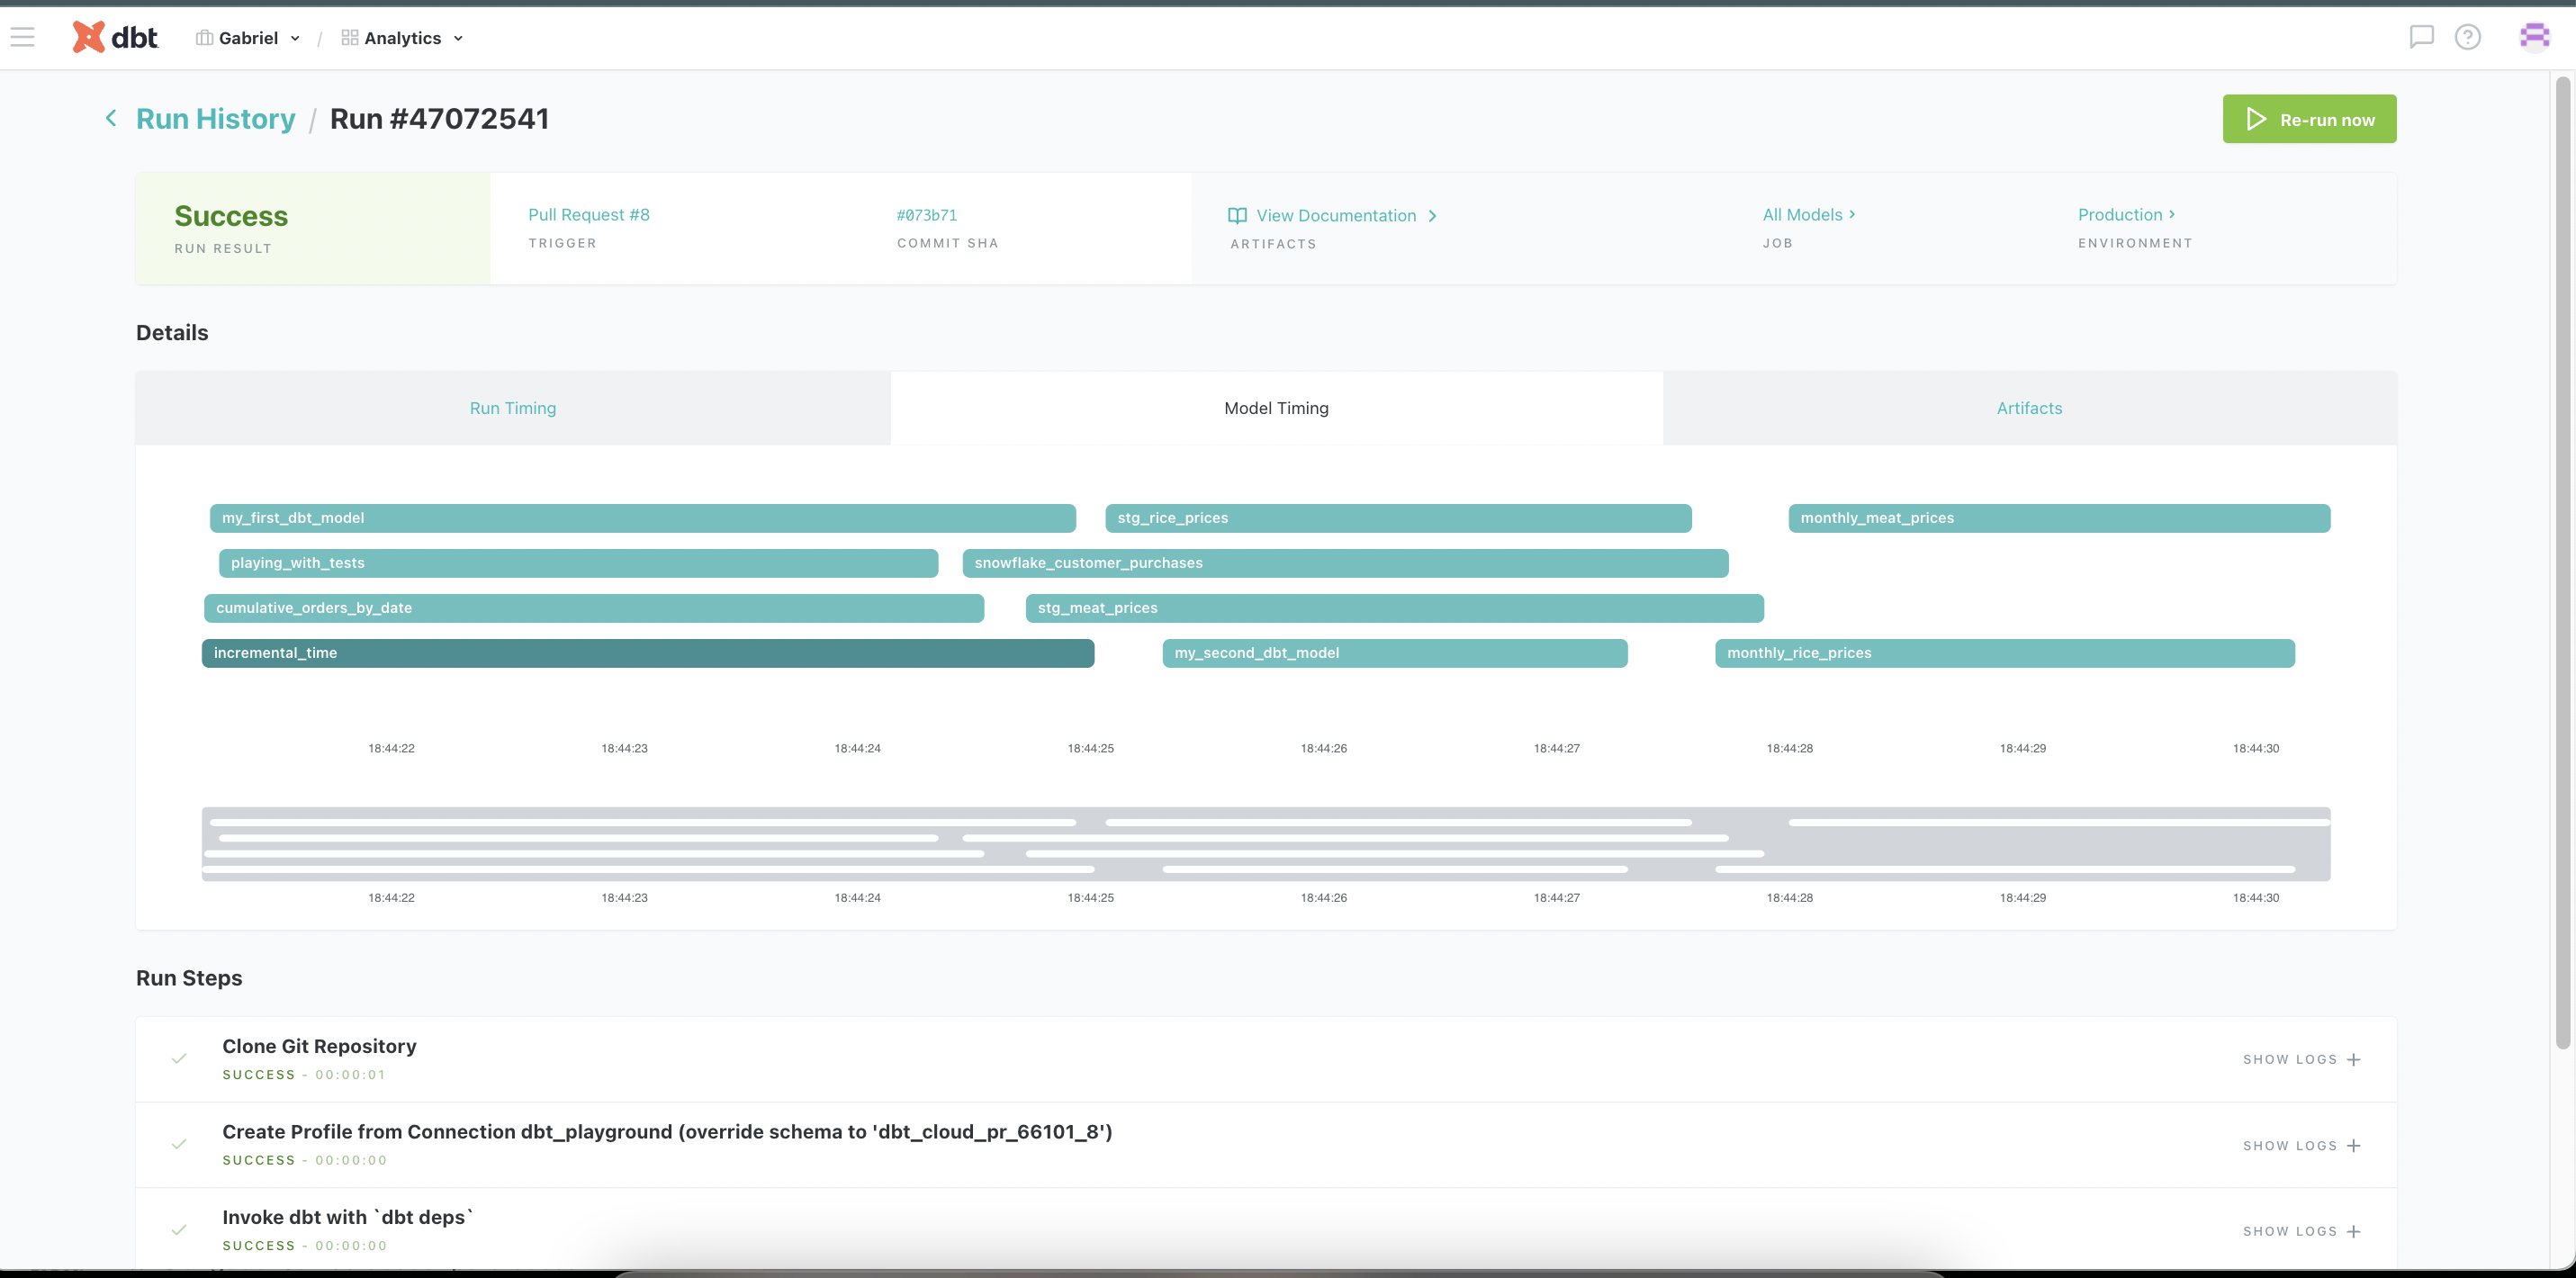 dbt Gabriel / Analytics
Run History / Run #47072541
Re-run now
Success
RUN RESULT
Pull Request #8
TRIGGER
#073b71
COMMIT SHA
View Documentation
ARTIFACTS
All Models
JOB
Production
ENVIRONMENT
Details
Run Timing
Model Timing
Artifacts
my_first_dbt_model
stg_rice_prices
monthly_meat_prices
playing_with_tests
snowflake_customer_purchases
cumulative_orders_by_date
stg_meat_prices
incremental_time
my_second_dbt_model
monthly_rice_prices
18:44:22 18:44:23 18:44:24 18:44:25 18:44:26 18:44:27 18:44:28 18:44:29 18:44:30
18:44:22 18:44:23 18:44:24 18:44:25 18:44:26 18:44:27 18:44:28 18:44:29 18:44:30
Run Steps
Clone Git Repository
SUCCESS - 00:00:01
SHOW LOGS
Create Profile from Connection dbt_playground (override schema to 'dbt_cloud_pr_66101_8')
SUCCESS - 00:00:00
SHOW LOGS
Invoke dbt with `dbt deps`
SUCCESS - 00:00:00
SHOW LOGS